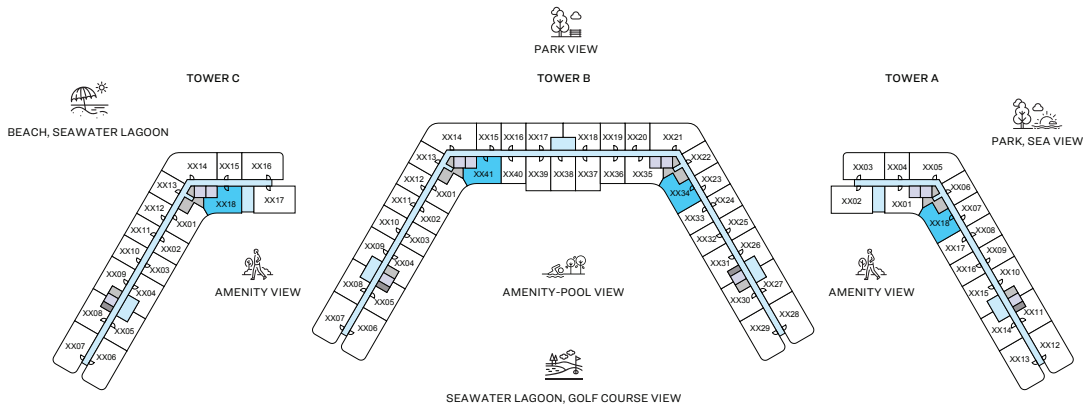 PARK VIEW
TOWER C
TOWER B
TOWER A
BEACH, SEAWATER LAGOON
PARK, SEA VIEW
XX14
XX15
XX16
XX13
XX12
XX11
XX10
XX09
XX08
XX07
XX18
XX17
XX01
XX02
XX03
XX04
XX05
XX06
AMENITY VIEW
XX14
XX15
XX16
XX17
XX18
XX19
XX20
XX21
XX13
XX12
XX11
XX10
XX09
XX08
XX07
XX41
XX40
XX39
XX38
XX37
XX36
XX35
XX34
XX01
XX02
XX03
XX04
XX05
XX06
XX22
XX23
XX24
XX25
XX26
XX27
XX28
XX33
XX32
XX31
XX30
XX29
AMENITY-POOL VIEW
SEAWATER LAGOON, GOLF COURSE VIEW
XX03
XX04
XX05
XX02
XX01
XX06
XX07
XX08
XX09
XX10
XX11
XX12
XX18
XX17
XX16
XX15
XX14
XX13
AMENITY VIEW